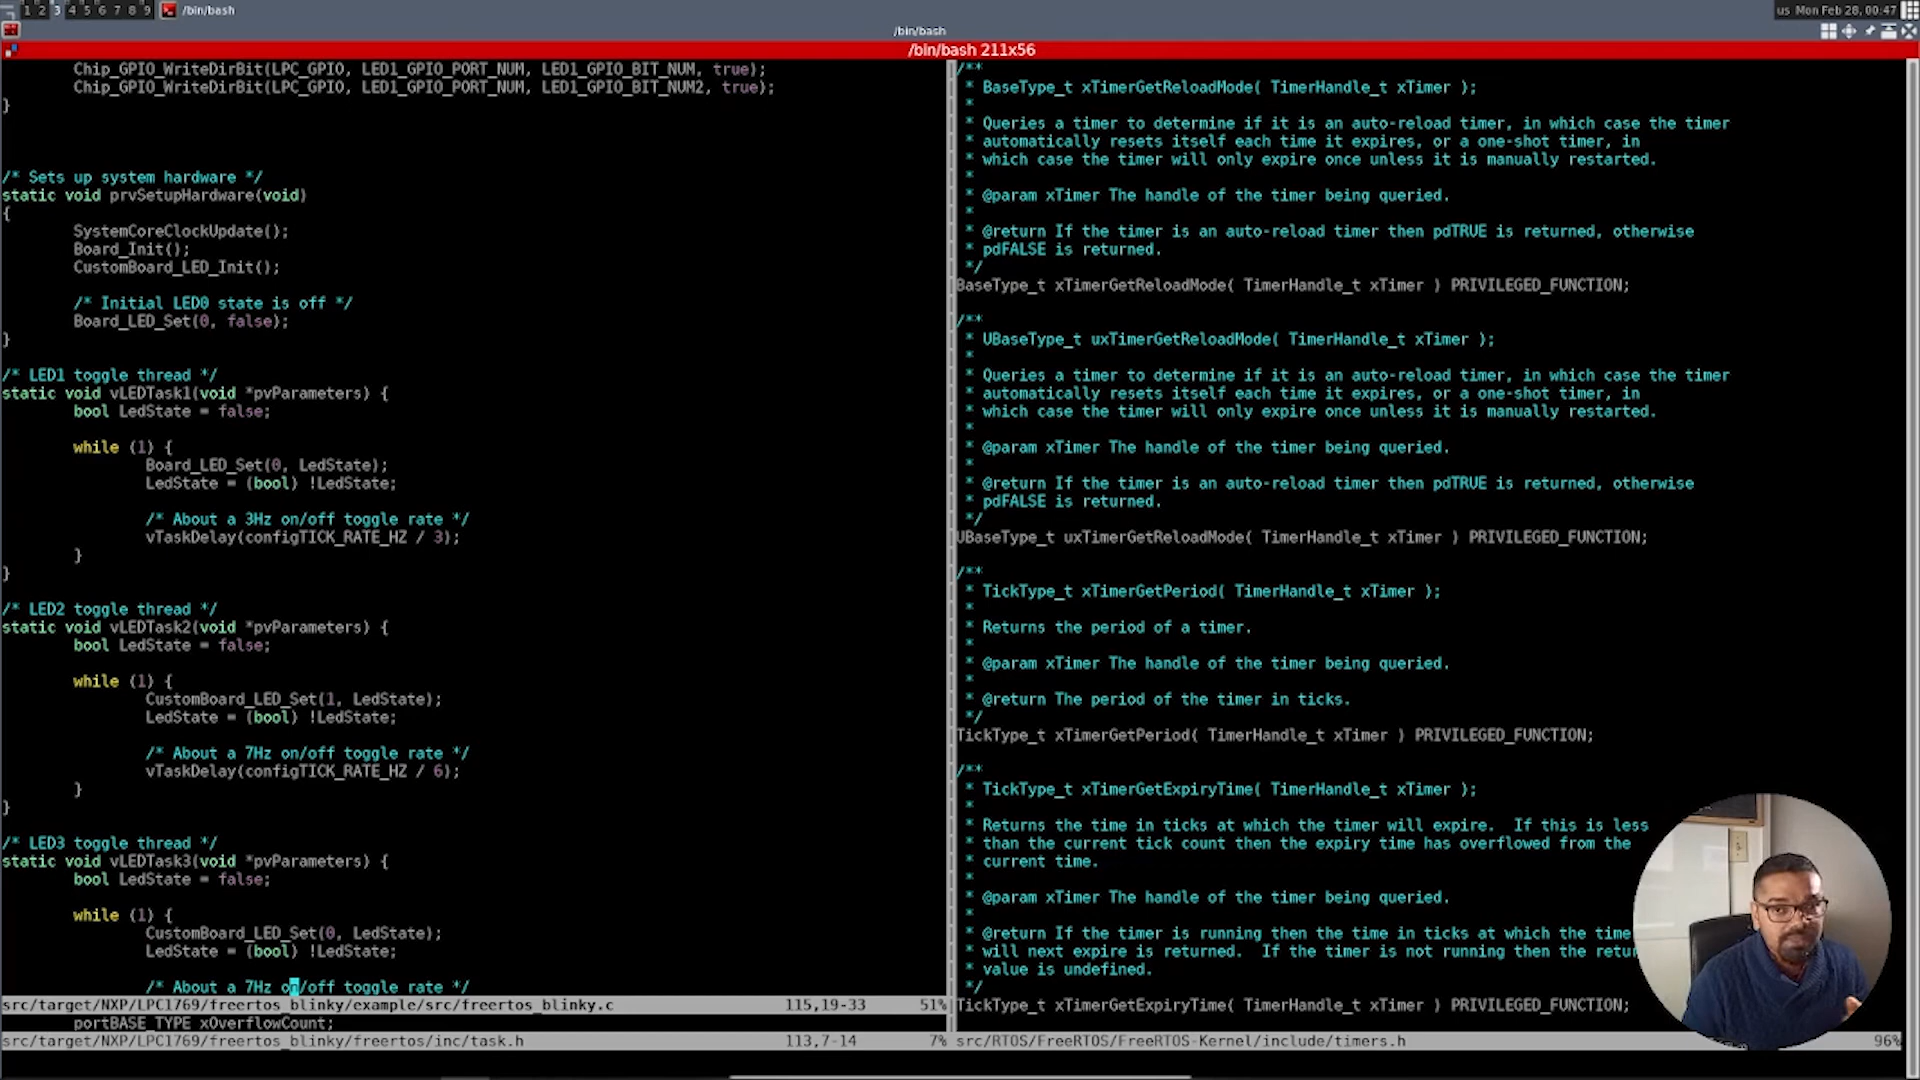 1 2 3 4 5 6 7 8 9 /bin/bash
us Mon Feb 28, 00:47
/bin/bash
/bin/bash 211x56
Chip_GPIO_WriteDirBit(LPC_GPIO, LED1_GPIO_PORT_NUM, LED1_GPIO_BIT_NUM, true);
Chip_GPIO_WriteDirBit(LPC_GPIO, LED1_GPIO_PORT_NUM, LED1_GPIO_BIT_NUM2, true);
}
/* Sets up system hardware */
static void prvSetupHardware(void)
{
SystemCoreClockUpdate();
Board_Init();
CustomBoard_LED_Init();
/* Initial LED0 state is off */
Board_LED_Set(0, false);
}
/* LED1 toggle thread */
static void vLEDTask1(void *pvParameters) {
bool LedState = false;
while (1) {
Board_LED_Set(0, LedState);
LedState = (bool) !LedState;
/* About a 3Hz on/off toggle rate */
vTaskDelay(configTICK_RATE_HZ / 3);
}
}
/* LED2 toggle thread */
static void vLEDTask2(void *pvParameters) {
bool LedState = false;
while (1) {
CustomBoard_LED_Set(1, LedState);
LedState = (bool) !LedState;
/* About a 7Hz on/off toggle rate */
vTaskDelay(configTICK_RATE_HZ / 6);
}
}
/* LED3 toggle thread */
static void vLEDTask3(void *pvParameters) {
bool LedState = false;
while (1) {
CustomBoard_LED_Set(0, LedState);
LedState = (bool) !LedState;
/* About a 7Hz on/off toggle rate */
src/target/NXP/LPC1769/freertos_blinky/example/src/freertos_blinky.c 115,19-33 51%
portBASE_TYPE xOverflowCount;
src/target/NXP/LPC1769/freertos_blinky/freertos/inc/task.h 113,7-14 7%
/**
* BaseType_t xTimerGetReloadMode( TimerHandle_t xTimer );
*
* Queries a timer to determine if it is an auto-reload timer, in which case the timer
* automatically resets itself each time it expires, or a one-shot timer, in
* which case the timer will only expire once unless it is manually restarted.
*
* @param xTimer The handle of the timer being queried.
*
* @return If the timer is an auto-reload timer then pdTRUE is returned, otherwise
* pdFALSE is returned.
*/
BaseType_t xTimerGetReloadMode( TimerHandle_t xTimer ) PRIVILEGED_FUNCTION;
/**
* UBaseType_t uxTimerGetReloadMode( TimerHandle_t xTimer );
*
* Queries a timer to determine if it is an auto-reload timer, in which case the timer
* automatically resets itself each time it expires, or a one-shot timer, in
* which case the timer will only expire once unless it is manually restarted.
*
* @param xTimer The handle of the timer being queried.
*
* @return If the timer is an auto-reload timer then pdTRUE is returned, otherwise
* pdFALSE is returned.
*/
UBaseType_t uxTimerGetReloadMode( TimerHandle_t xTimer ) PRIVILEGED_FUNCTION;
/**
* TickType_t xTimerGetPeriod( TimerHandle_t xTimer );
*
* Returns the period of a timer.
*
* @param xTimer The handle of the timer being queried.
*
* @return The period of the timer in ticks.
*/
TickType_t xTimerGetPeriod( TimerHandle_t xTimer ) PRIVILEGED_FUNCTION;
/**
* TickType_t xTimerGetExpiryTime( TimerHandle_t xTimer );
*
* Returns the time in ticks at which the timer will expire.  If this is less
* than the current tick count then the expiry time has overflowed from the
* current time.
*
* @param xTimer The handle of the timer being queried.
*
* @return If the timer is running then the time in ticks at which the time
* will next expire is returned.  If the timer is not running then the retu
* value is undefined.
*/
TickType_t xTimerGetExpiryTime( TimerHandle_t xTimer ) PRIVILEGED_FUNCTION;
src/RTOS/FreeRTOS/FreeRTOS-Kernel/include/timers.h 96%